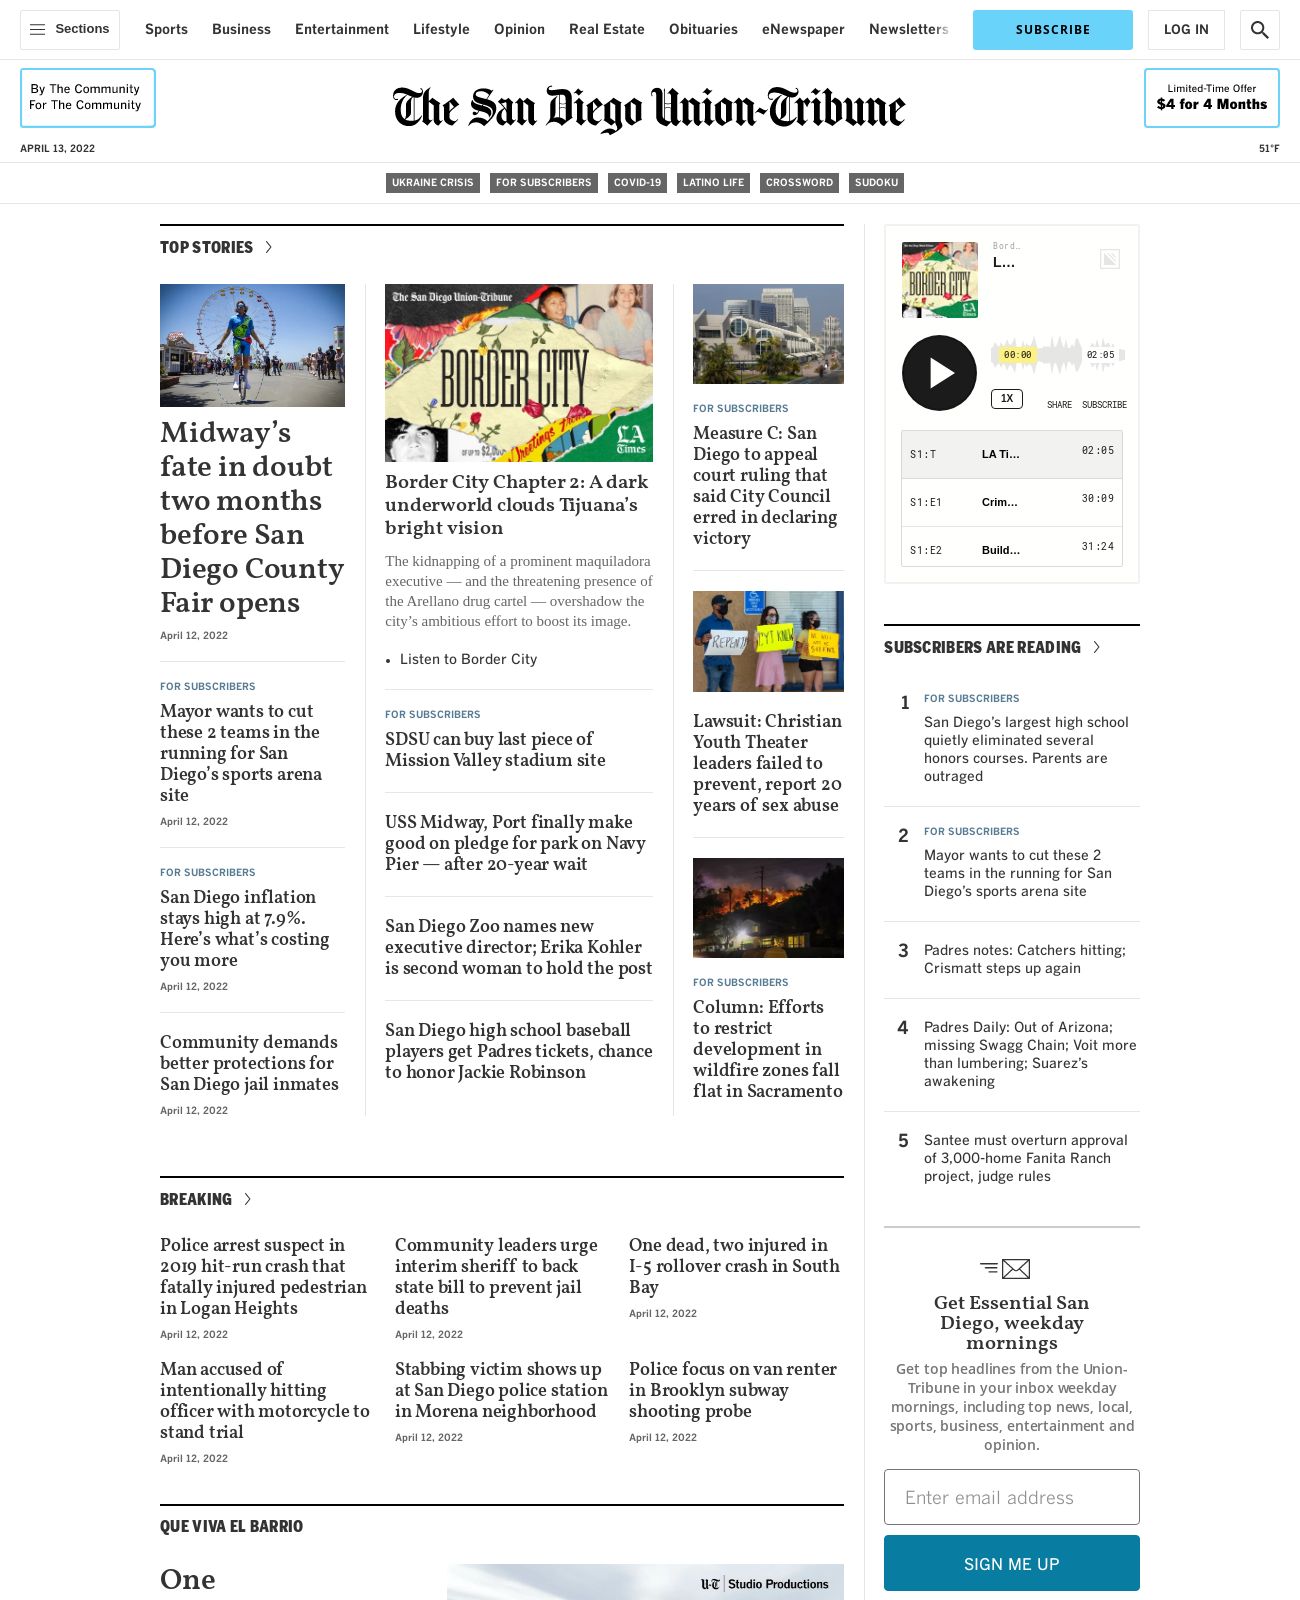 Sections
Sports
Business
Entertainment
Lifestyle
Opinion
Real Estate
Obituaries
eNewspaper
Newsletters
SUBSCRIBE
LOG IN
By The Community
For The Community
The San Diego Union-Tribune
Limited-Time Offer
$4 for 4 Months
APRIL 13, 2022
51°F
UKRAINE CRISIS
FOR SUBSCRIBERS
COVID-19
LATINO LIFE
CROSSWORD
SUDOKU
TOP STORIES
Midway's
fate in doubt
two months
before San
Diego County
Fair opens
April 12, 2022
FOR SUBSCRIBERS
Mayor wants to cut
these 2 teams in the
running for San
Diego's sports arena
site
April 12, 2022
FOR SUBSCRIBERS
San Diego inflation
stays high at 7.9%.
Here's what's costing
you more
April 12, 2022
Community demands
better protections for
San Diego jail inmates
April 12, 2022
The San Diego Union-Tribune
BORDER CITY
Greetings from
LA
Times
Border City Chapter 2: A dark
underworld clouds Tijuana's
bright vision
The kidnapping of a prominent maquiladora
executive — and the threatening presence of
the Arellano drug cartel — overshadow the
city's ambitious effort to boost its image.
• Listen to Border City
FOR SUBSCRIBERS
SDSU can buy last piece of
Mission Valley stadium site
USS Midway, Port finally make
good on pledge for park on Navy
Pier — after 20-year wait
San Diego Zoo names new
executive director; Erika Kohler
is second woman to hold the post
San Diego high school baseball
players get Padres tickets, chance
to honor Jackie Robinson
FOR SUBSCRIBERS
Measure C: San
Diego to appeal
court ruling that
said City Council
erred in declaring
victory
REPENT!
CYT KNEW
Lawsuit: Christian
Youth Theater
leaders failed to
prevent, report 20
years of sex abuse
FOR SUBSCRIBERS
Column: Efforts
to restrict
development in
wildfire zones fall
flat in Sacramento
BORDER CITY
Bord…
L…
00:00
02:05
1X
SHARE
SUBSCRIBE
S1:T
LA Ti…
02:05
S1:E1
Crim…
30:09
S1:E2
Build…
31:24
SUBSCRIBERS ARE READING
1
FOR SUBSCRIBERS
San Diego's largest high school
quietly eliminated several
honors courses. Parents are
outraged
2
FOR SUBSCRIBERS
Mayor wants to cut these 2
teams in the running for San
Diego's sports arena site
3
Padres notes: Catchers hitting;
Crismatt steps up again
4
Padres Daily: Out of Arizona;
missing Swagg Chain; Voit more
than lumbering; Suarez's
awakening
5
Santee must overturn approval
of 3,000-home Fanita Ranch
project, judge rules
Get Essential San
Diego, weekday
mornings
Get top headlines from the Union-
Tribune in your inbox weekday
mornings, including top news, local,
sports, business, entertainment and
opinion.
Enter email address
SIGN ME UP
BREAKING
Police arrest suspect in
2019 hit-run crash that
fatally injured pedestrian
in Logan Heights
April 12, 2022
Community leaders urge
interim sheriff to back
state bill to prevent jail
deaths
April 12, 2022
One dead, two injured in
I-5 rollover crash in South
Bay
April 12, 2022
Man accused of
intentionally hitting
officer with motorcycle to
stand trial
April 12, 2022
Stabbing victim shows up
at San Diego police station
in Morena neighborhood
April 12, 2022
Police focus on van renter
in Brooklyn subway
shooting probe
April 12, 2022
QUE VIVA EL BARRIO
One
U-T Studio Productions